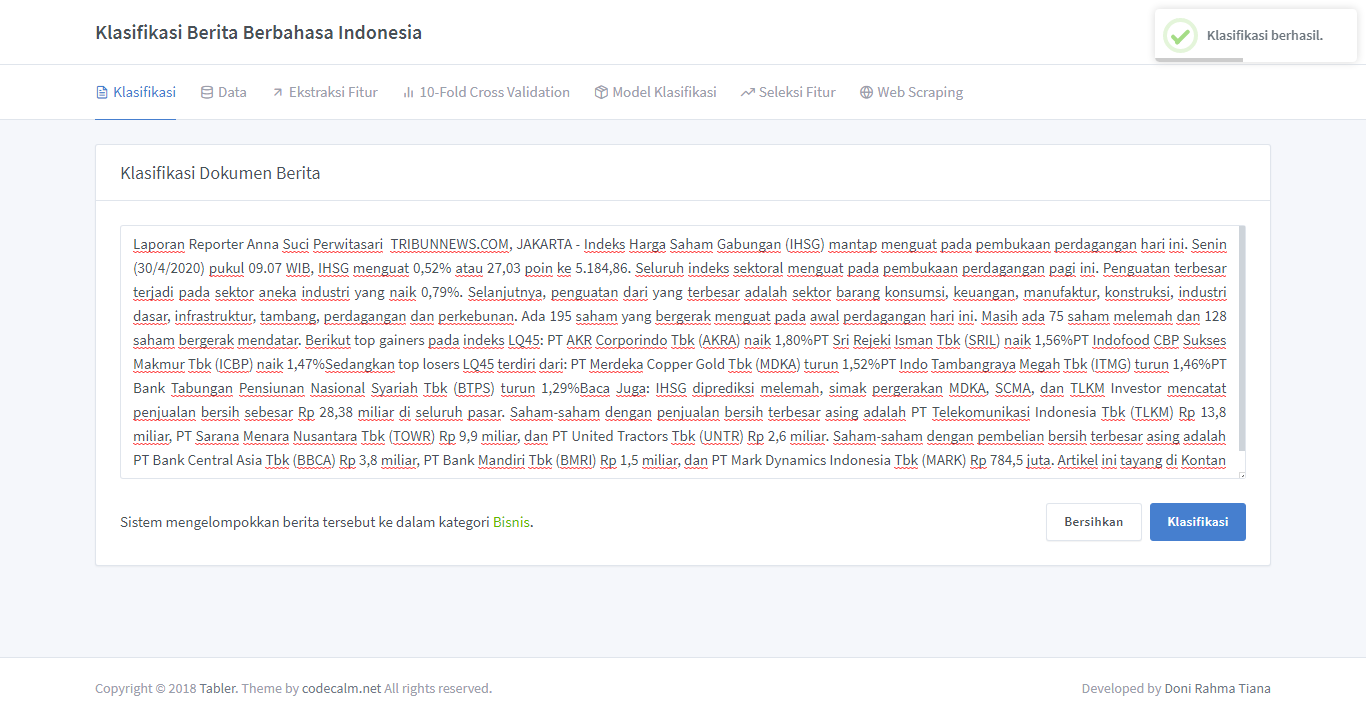 Klasifikasi Berita Berbahasa Indonesia
Klasifikasi berhasil.
Klasifikasi Data Ekstraksi Fitur 10-Fold Cross Validation Model Klasifikasi Seleksi Fitur Web Scraping
Klasifikasi Dokumen Berita
Laporan Reporter Anna Suci Perwitasari  TRIBUNNEWS.COM, JAKARTA - Indeks Harga Saham Gabungan (IHSG) mantap menguat pada pembukaan perdagangan hari ini. Senin
(30/4/2020) pukul 09.07 WIB, IHSG menguat 0,52% atau 27,03 poin ke 5.184,86. Seluruh indeks sektoral menguat pada pembukaan perdagangan pagi ini. Penguatan terbesar
terjadi pada sektor aneka industri yang naik 0,79%. Selanjutnya, penguatan dari yang terbesar adalah sektor barang konsumsi, keuangan, manufaktur, konstruksi, industri
dasar, infrastruktur, tambang, perdagangan dan perkebunan. Ada 195 saham yang bergerak menguat pada awal perdagangan hari ini. Masih ada 75 saham melemah dan 128
saham bergerak mendatar. Berikut top gainers pada indeks LQ45: PT AKR Corporindo Tbk (AKRA) naik 1,80%PT Sri Rejeki Isman Tbk (SRIL) naik 1,56%PT Indofood CBP Sukses
Makmur Tbk (ICBP) naik 1,47%Sedangkan top losers LQ45 terdiri dari: PT Merdeka Copper Gold Tbk (MDKA) turun 1,52%PT Indo Tambangraya Megah Tbk (ITMG) turun 1,46%PT
Bank Tabungan Pensiunan Nasional Syariah Tbk (BTPS) turun 1,29%Baca Juga: IHSG diprediksi melemah, simak pergerakan MDKA, SCMA, dan TLKM Investor mencatat
penjualan bersih sebesar Rp 28,38 miliar di seluruh pasar. Saham-saham dengan penjualan bersih terbesar asing adalah PT Telekomunikasi Indonesia Tbk (TLKM) Rp 13,8
miliar, PT Sarana Menara Nusantara Tbk (TOWR) Rp 9,9 miliar, dan PT United Tractors Tbk (UNTR) Rp 2,6 miliar. Saham-saham dengan pembelian bersih terbesar asing adalah
PT Bank Central Asia Tbk (BBCA) Rp 3,8 miliar, PT Bank Mandiri Tbk (BMRI) Rp 1,5 miliar, dan PT Mark Dynamics Indonesia Tbk (MARK) Rp 784,5 juta. Artikel ini tayang di Kontan
Sistem mengelompokkan berita tersebut ke dalam kategori Bisnis.
Bersihkan Klasifikasi
Copyright © 2018 Tabler. Theme by codecalm.net All rights reserved.
Developed by Doni Rahma Tiana